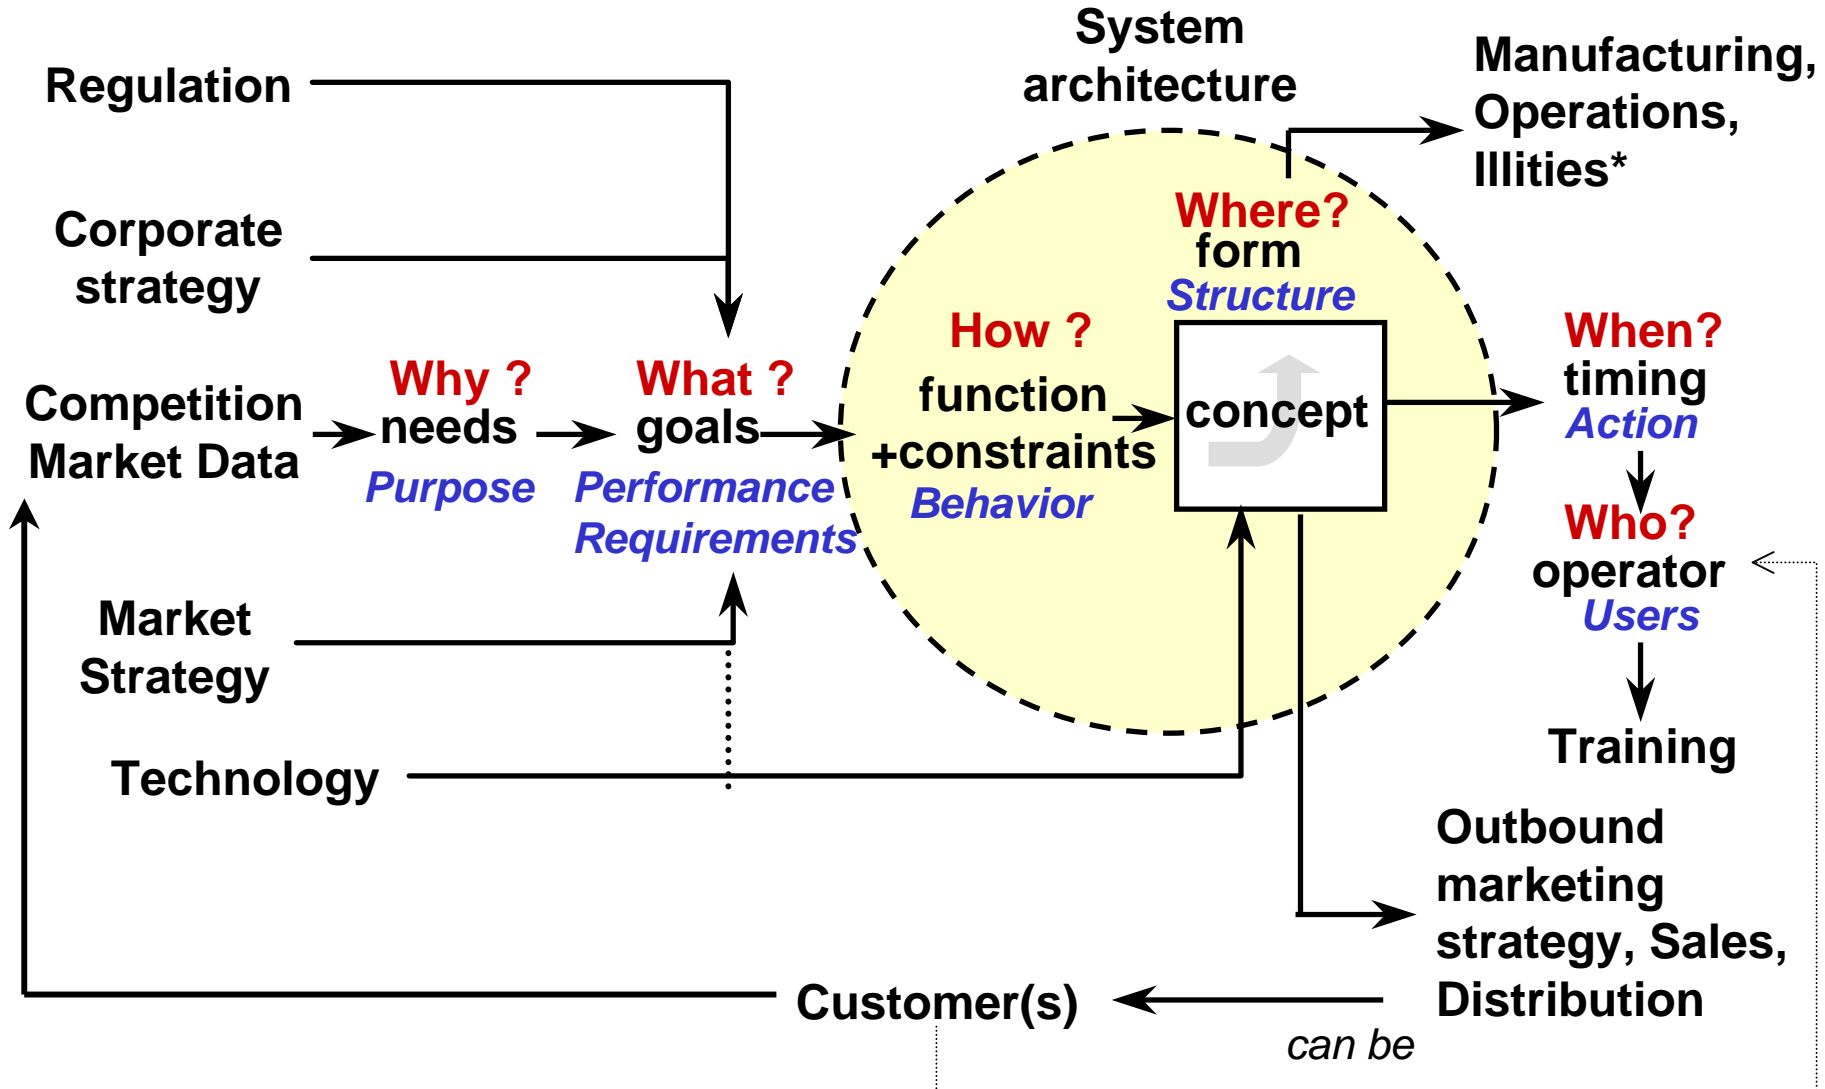 System
architecture
Manufacturing,
Operations,
Illities*
Regulation
Corporate
strategy
Where?
form
Structure
How ?
function
+constraints
Behavior
concept
When?
timing
Action
Why ?
needs
Purpose
What ?
goals
Performance
Requirements
Competition
Market Data
Who?
operator
Users
Market
Strategy
Technology
Training
Outbound
marketing
strategy, Sales,
Distribution
Customer(s)
can be